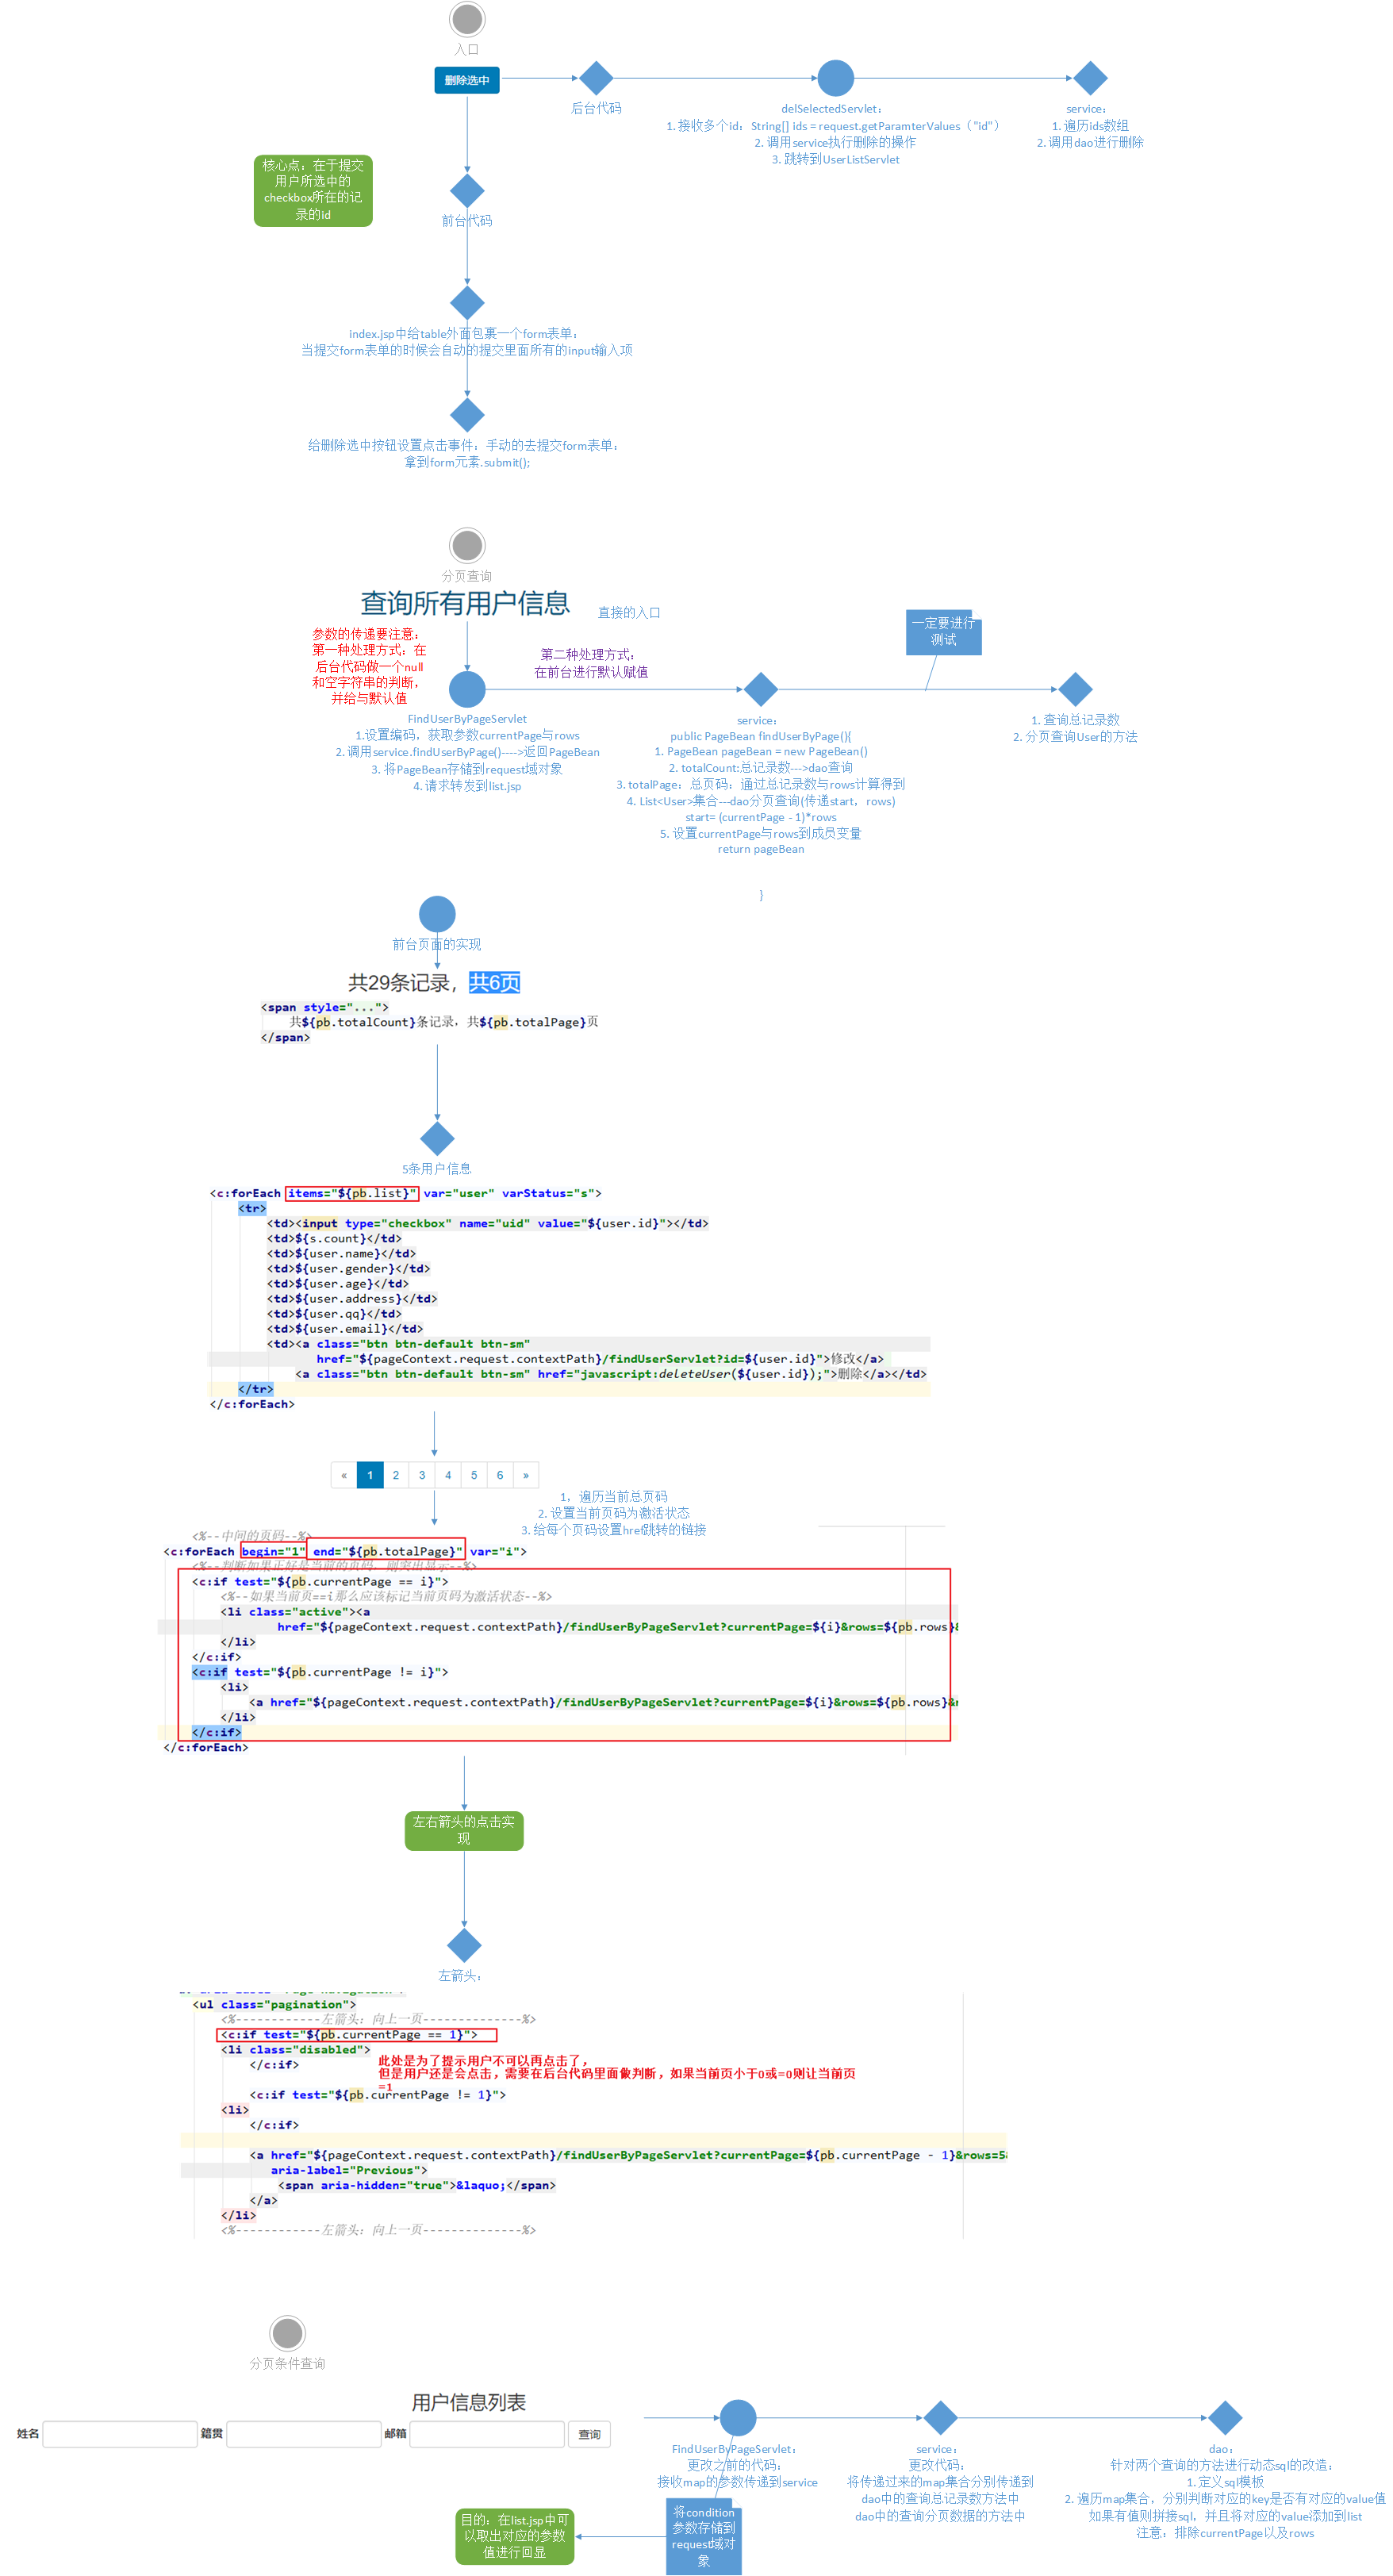 入口
删除选中
后台代码
delSelectedServlet：
1. 接收多个id：String[] ids = request.getParamterValues（"id"）
2. 调用service执行删除的操作
3. 跳转到UserListServlet
service：
1. 遍历ids数组
2. 调用dao进行删除
核心点：在于提交
用户所选中的
checkbox所在的记
录的id
前台代码
index.jsp中给table外面包裹一个form表单：
当提交form表单的时候会自动的提交里面所有的input输入项
给删除选中按钮设置点击事件：手动的去提交form表单：
拿到form元素.submit();
分页查询
查询所有用户信息
直接的入口
一定要进行
测试
参数的传递要注意：
第一种处理方式：在
后台代码做一个null
和空字符串的判断，
并给与默认值
第二种处理方式：
在前台进行默认赋值
FindUserByPageServlet
1.设置编码，获取参数currentPage与rows
2. 调用service.findUserByPage()---->返回PageBean
3. 将PageBean存储到request域对象
4. 请求转发到list.jsp
service：
public PageBean findUserByPage(){
1. PageBean pageBean = new PageBean()
2. totalCount:总记录数--->dao查询
3. totalPage：总页码：通过总记录数与rows计算得到
4. List<User>集合---dao分页查询(传递start，rows)
start= (currentPage - 1)*rows
5. 设置currentPage与rows到成员变量
return pageBean
}
1. 查询总记录数
2. 分页查询User的方法
前台页面的实现
共29条记录，共6页
<span style="...">
共${pb.totalCount}条记录，共${pb.totalPage}页
</span>
5条用户信息
<c:forEach items="${pb.list}" var="user" varStatus="s">
<tr>
<td><input type="checkbox" name="uid" value="${user.id}"></td>
<td>${s.count}</td>
<td>${user.name}</td>
<td>${user.gender}</td>
<td>${user.age}</td>
<td>${user.address}</td>
<td>${user.qq}</td>
<td>${user.email}</td>
<td><a class="btn btn-default btn-sm"
href="${pageContext.request.contextPath}/findUserServlet?id=${user.id}">修改</a>
<a class="btn btn-default btn-sm" href="javascript:deleteUser(${user.id});">删除</a></td>
</tr>
</c:forEach>
« 1 2 3 4 5 6 »
1，遍历当前总页码
2. 设置当前页码为激活状态
3. 给每个页码设置href跳转的链接
<%--中间的页码--%>
<c:forEach begin="1" end="${pb.totalPage}" var="i">
<%--判断如果正好是当前的页码，则突出显示--%>
<c:if test="${pb.currentPage == i}">
<%--如果当前页==i那么应该标记当前页码为激活状态--%>
<li class="active"><a
href="${pageContext.request.contextPath}/findUserByPageServlet?currentPage=${i}&rows=${pb.rows}&
</li>
</c:if>
<c:if test="${pb.currentPage != i}">
<li>
<a href="${pageContext.request.contextPath}/findUserByPageServlet?currentPage=${i}&rows=${pb.rows}&
</li>
</c:if>
</c:forEach>
左右箭头的点击实
现
左箭头：
<ul class="pagination">
<%------------左箭头：向上一页--------------%>
<c:if test="${pb.currentPage == 1}">
<li class="disabled">
</c:if>
此处是为了提示用户不可以再点击了，
但是用户还是会点击，需要在后台代码里面做判断，如果当前页小于0或=0则让当前页
=1
<c:if test="${pb.currentPage != 1}">
<li>
</c:if>
<a href="${pageContext.request.contextPath}/findUserByPageServlet?currentPage=${pb.currentPage - 1}&rows=5&
aria-label="Previous">
<span aria-hidden="true">&laquo;</span>
</a>
</li>
<%------------左箭头：向上一页--------------%>
分页条件查询
用户信息列表
姓名 籍贯 邮箱 查询
FindUserByPageServlet：
更改之前的代码：
接收map的参数传递到service
service：
更改代码：
将传递过来的map集合分别传递到
dao中的查询总记录数方法中
dao中的查询分页数据的方法中
dao：
针对两个查询的方法进行动态sql的改造：
1. 定义sql模板
2. 遍历map集合，分别判断对应的key是否有对应的value值
如果有值则拼接sql，并且将对应的value添加到list
注意：排除currentPage以及rows
将condition
参数存储到
request域对
象
目的：在list.jsp中可
以取出对应的参数
值进行回显